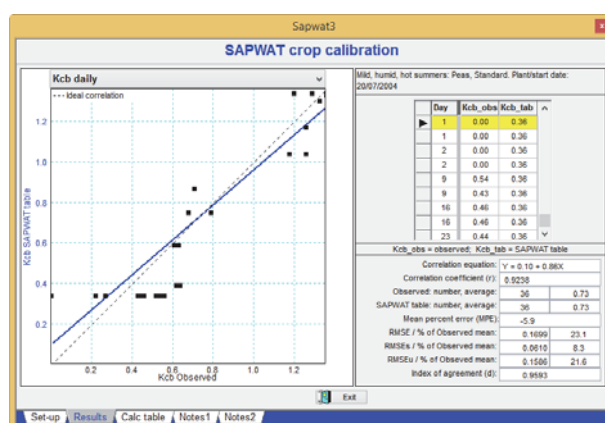 Sapwat3
x
SAPWAT crop calibration
Kcb daily
Ideal correlation
1.2
1.0
0.8
0.6
0.4
0.2
Kcb SAPWAT table
0.2 0.4 0.6 0.8 1.0 1.2
Kcb Observed
Mild, humid, hot summers: Peas, Standard. Plant/start date:
20/07/2004
Day Kcb_obs Kcb_tab
1 0.00 0.36
1 0.00 0.36
2 0.00 0.36
2 0.00 0.36
9 0.54 0.36
9 0.43 0.36
16 0.46 0.36
16 0.46 0.36
23 0.44 0.36
Kcb_obs = observed; Kcb_tab = SAPWAT table
Correlation equation: Y = 0.10 + 0.86X
Correlation coefficient (r): 0.9238
Observed: number, average: 36 0.73
SAPWAT table: number, average: 36 0.73
Mean percent error (MPE): -5.9
RMSE / % of Observed mean: 0.1699 23.1
RMSEs / % of Observed mean: 0.0610 8.3
RMSEu / % of Obseved mean: 0.1586 21.6
Index of agreement (d): 0.9593
Exit
Set-up Results Calc table Notes1 Notes2